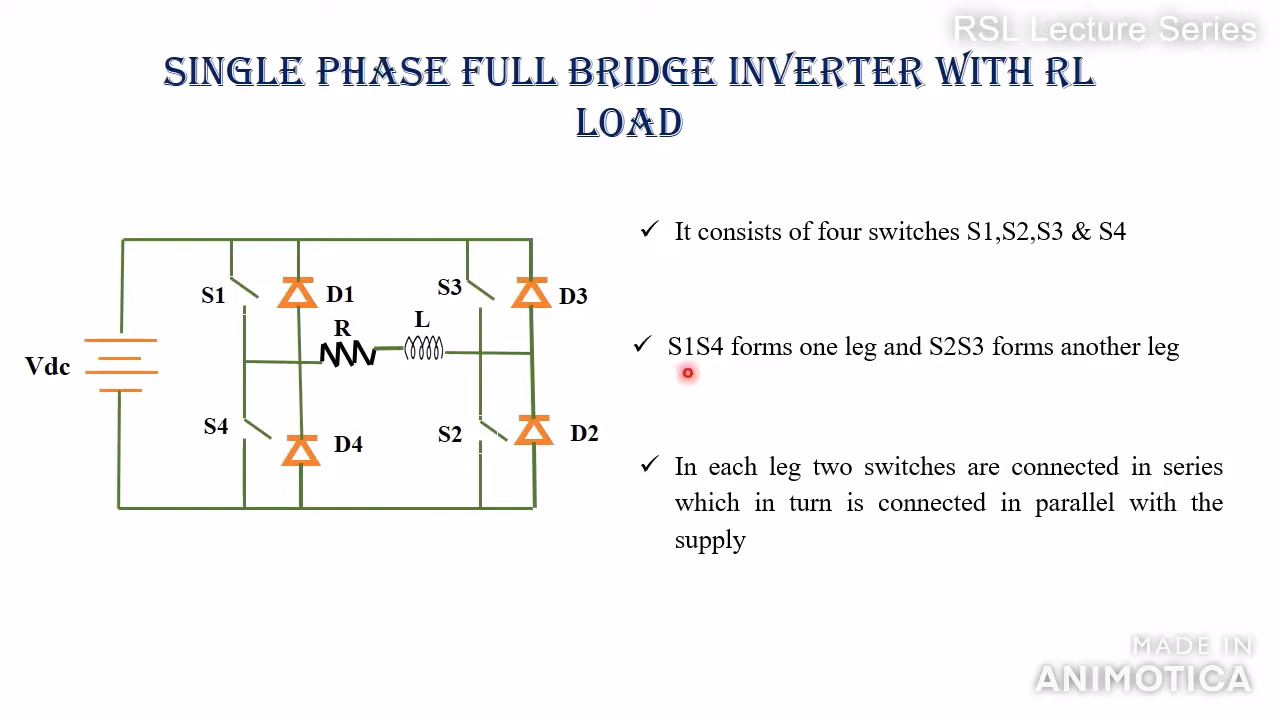 RSL Lecture Series
SINGLE PHASE FULL BRIDGE INVERTER WITH RL
LOAD
It consists of four switches S1,S2,S3 & S4
S1
D1
S3
D3
R
L
Vdc
S4
D4
S2
D2
S1S4 forms one leg and S2S3 forms another leg
In each leg two switches are connected in series
which in turn is connected in parallel with the
supply
MADE IN
ANIMOTICA